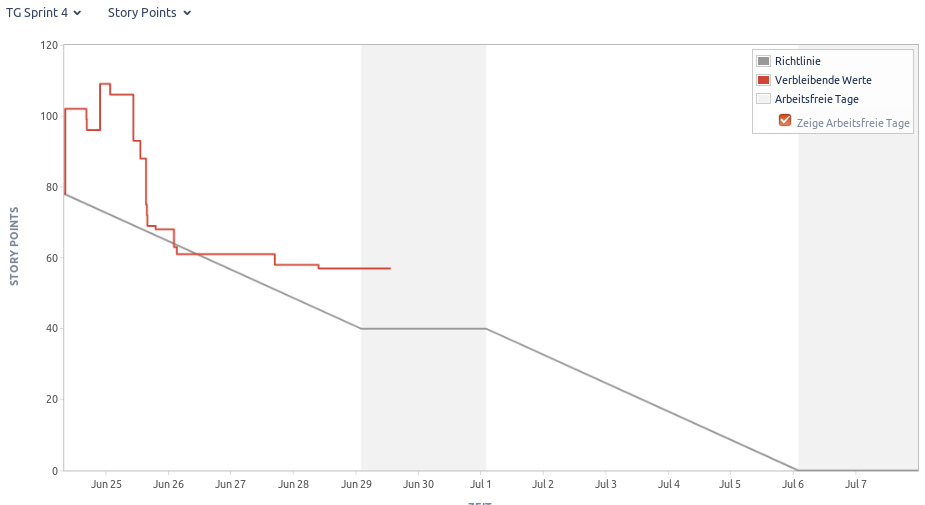 TG Sprint 4 Story Points
120
100
80
60
40
20
0
STORY POINTS
Richtlinie
Verbleibende Werte
Arbeitsfreie Tage
Zeige Arbeitsfreie Tage
Jun 25 Jun 26 Jun 27 Jun 28 Jun 29 Jun 30 Jul 1 Jul 2 Jul 3 Jul 4 Jul 5 Jul 6 Jul 7